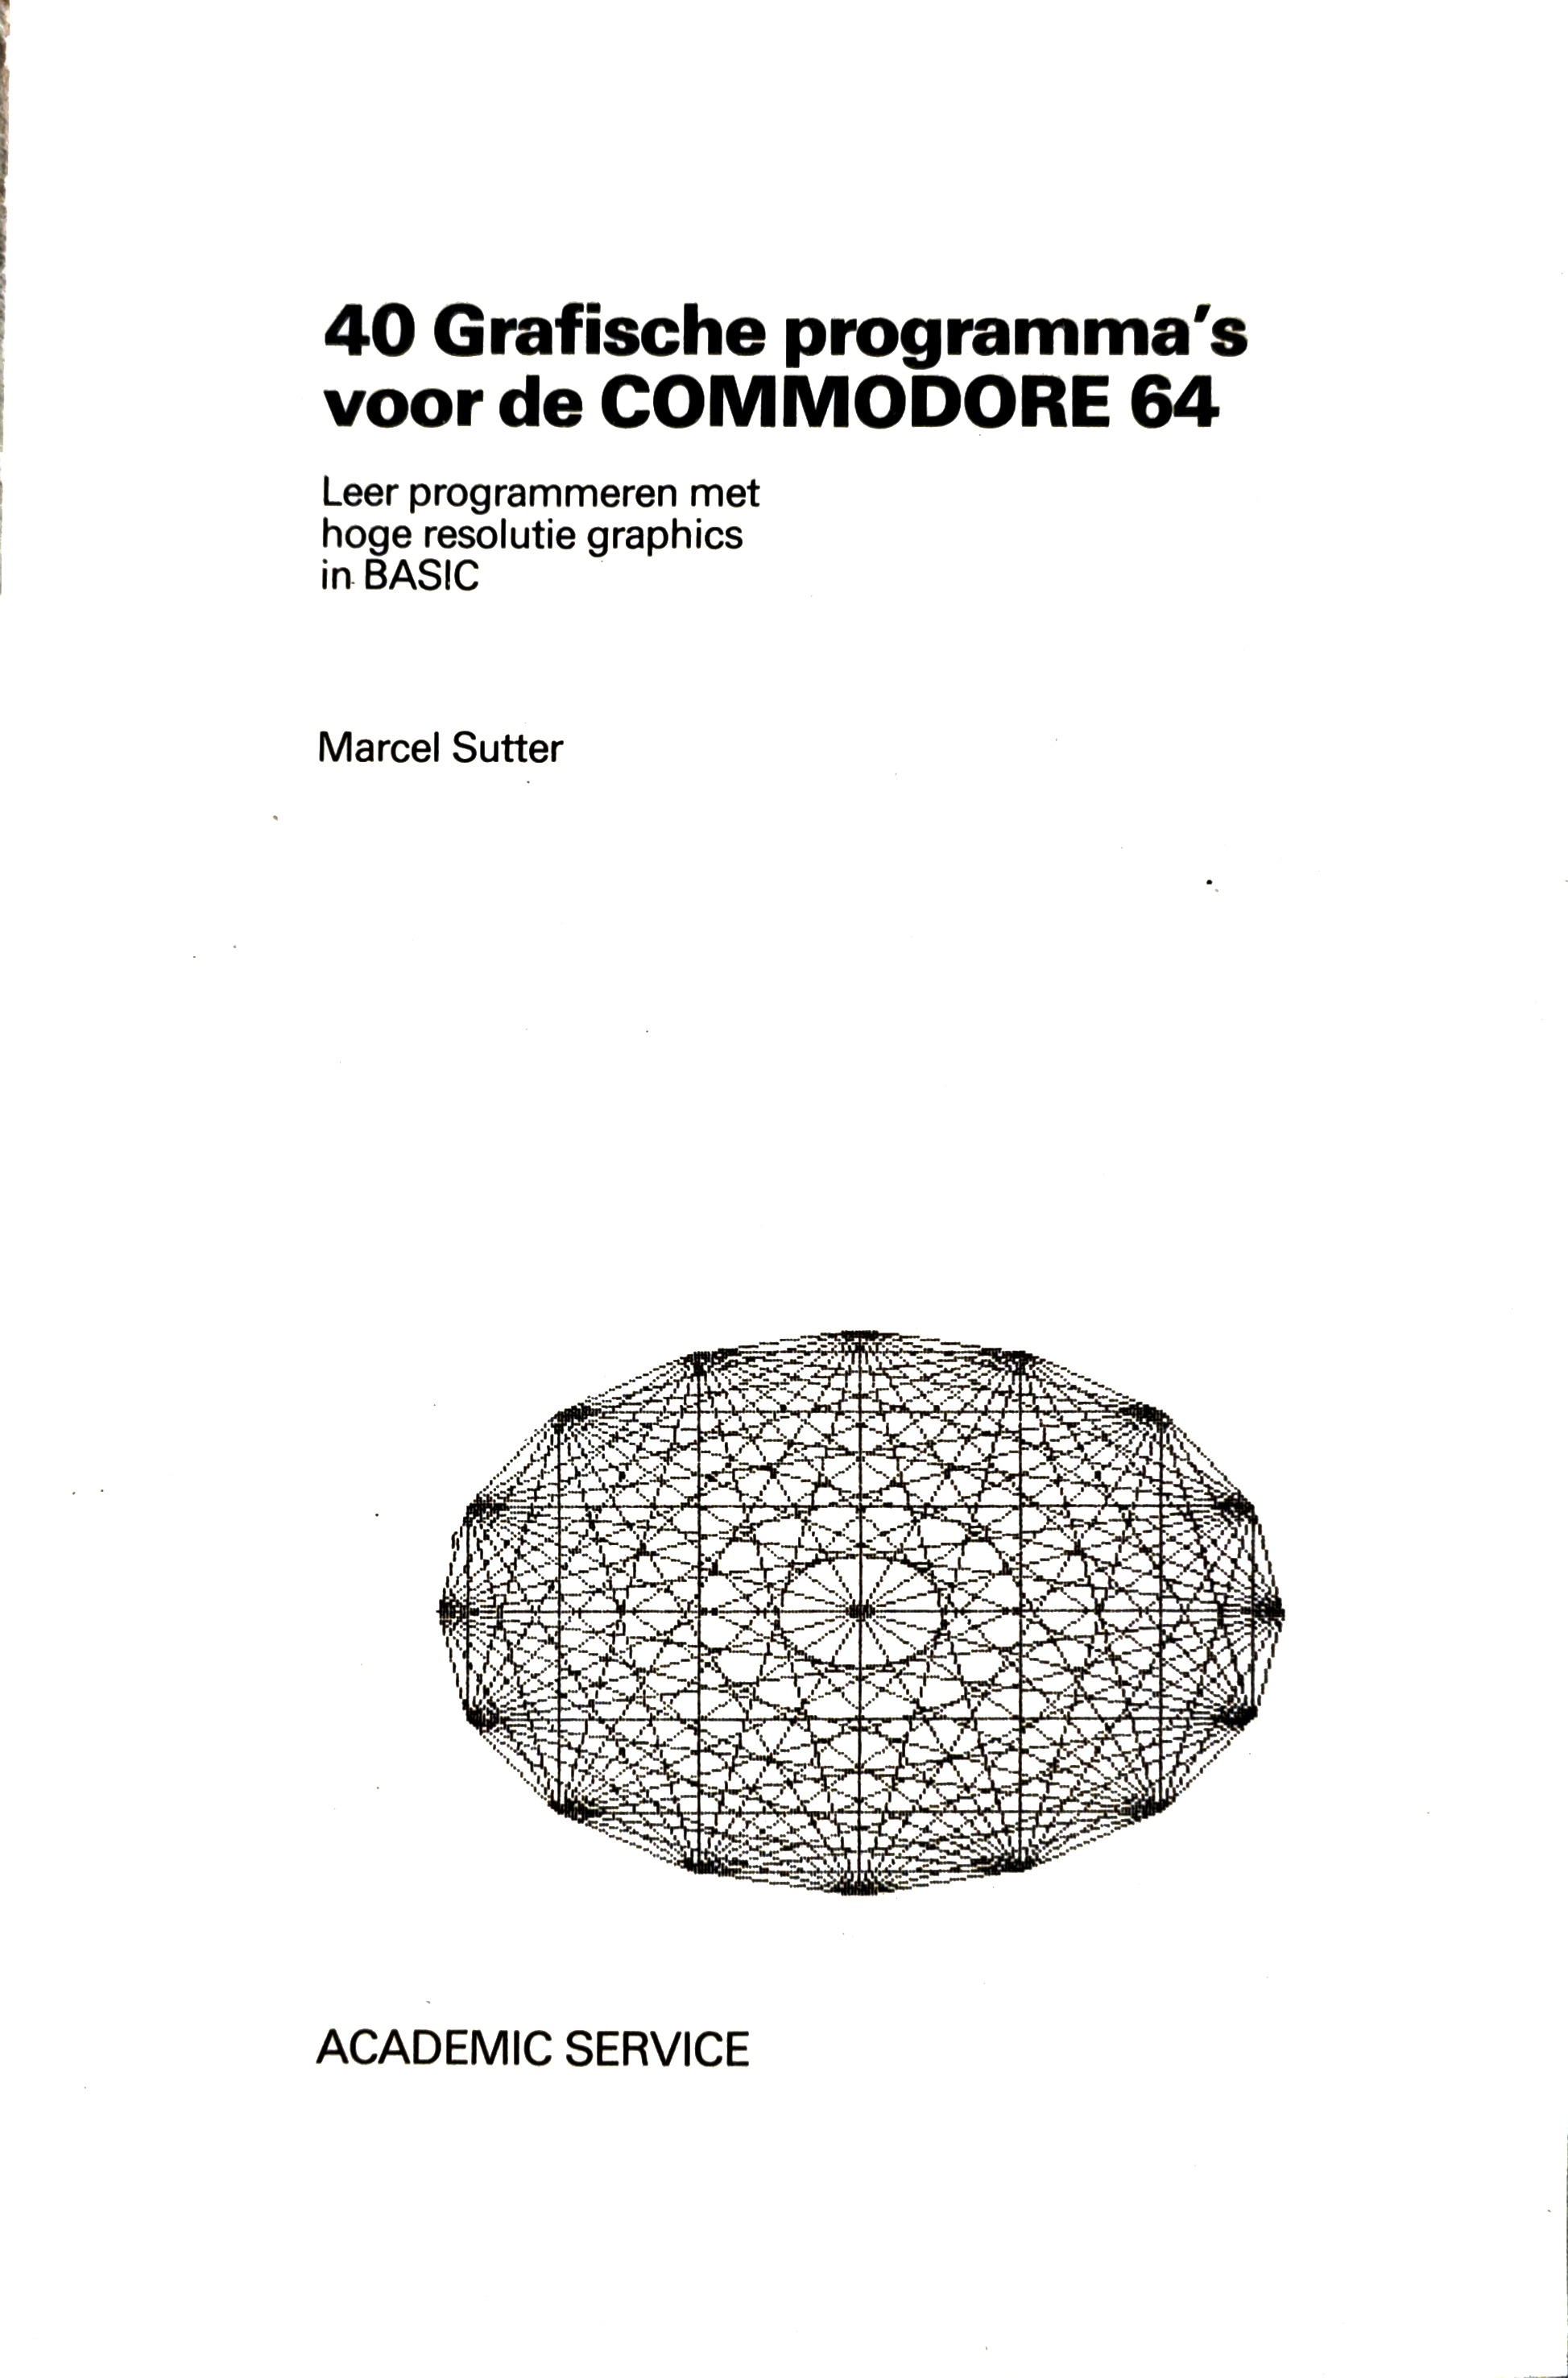 40 Grafische programma's
voor de COMMODORE 64
Leer programmeren met
hoge resolutie graphics
in BASIC
Marcel Sutter
ACADEMIC SERVICE